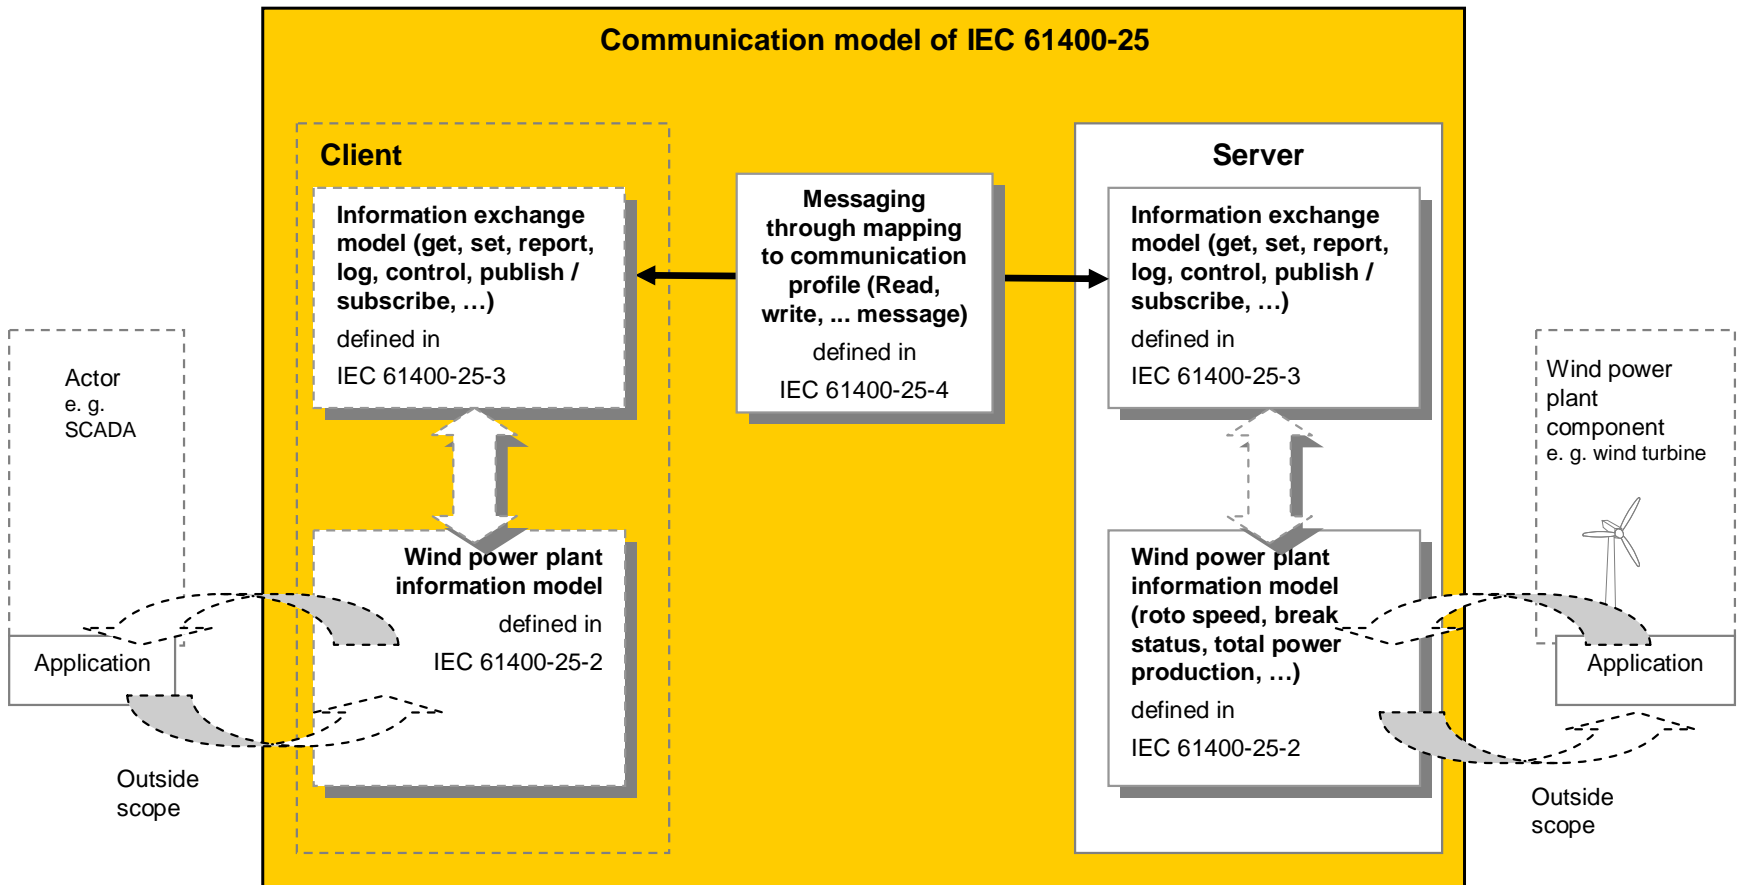 Communication model of IEC 61400-25
Client
Information exchange
model (get, set, report,
log, control, publish /
subscribe, …)
defined in
IEC 61400-25-3
Wind power plant
information model
defined in
IEC 61400-25-2
Messaging
through mapping
to communication
profile (Read,
write, ... message)
defined in
IEC 61400-25-4
Server
Information exchange
model (get, set, report,
log, control, publish /
subscribe, …)
defined in
IEC 61400-25-3
Wind power plant
information model
(roto speed, break
status, total power
production, …)
defined in
IEC 61400-25-2
Actor
e. g.
SCADA
Application
Outside
scope
Wind power
plant
component
e. g. wind turbine
Application
Outside
scope